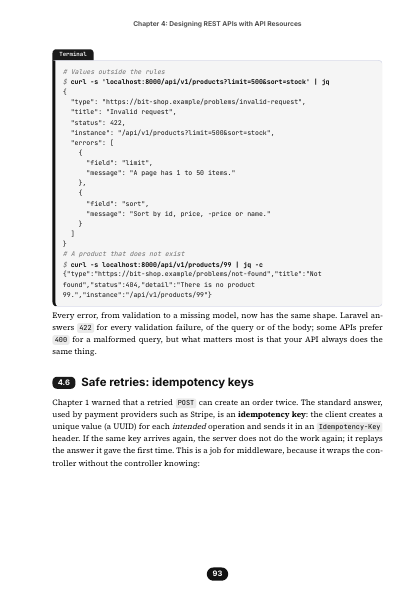 Chapter 4: Designing REST APIs with API Resources
Terminal
# Values outside the rules
$ curl -s 'localhost:8000/api/v1/products?limit=500&sort=stock' | jq
{
  "type": "https://bit-shop.example/problems/invalid-request",
  "title": "Invalid request",
  "status": 422,
  "instance": "/api/v1/products?limit=500&sort=stock",
  "errors": [
    {
      "field": "limit",
      "message": "A page has 1 to 50 items."
    },
    {
      "field": "sort",
      "message": "Sort by id, price, -price or name."
    }
  ]
}
# A product that does not exist
$ curl -s localhost:8000/api/v1/products/99 | jq -c
{"type":"https://bit-shop.example/problems/not-found","title":"Not
found","status":404,"detail":"There is no product
99.","instance":"/api/v1/products/99"}
Every error, from validation to a missing model, now has the same shape. Laravel an-
swers 422 for every validation failure, of the query or of the body; some APIs prefer
400 for a malformed query, but what matters most is that your API always does the
same thing.
4.6 Safe retries: idempotency keys
Chapter 1 warned that a retried POST can create an order twice. The standard answer,
used by payment providers such as Stripe, is an idempotency key: the client creates a
unique value (a UUID) for each intended operation and sends it in an Idempotency-Key
header. If the same key arrives again, the server does not do the work again; it replays
the answer it gave the first time. This is a job for middleware, because it wraps the con-
troller without the controller knowing:
93